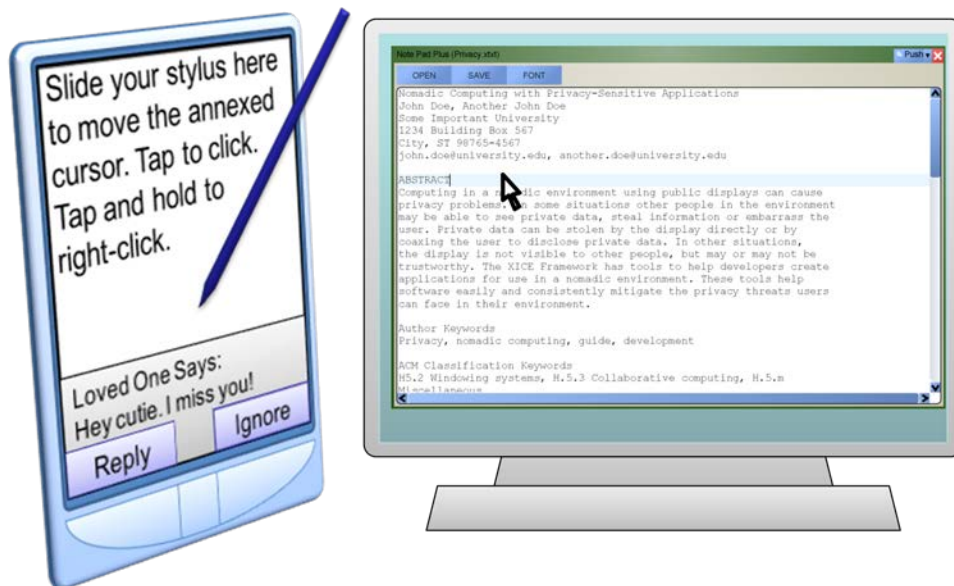 Slide your stylus here
to move the annexed
cursor. Tap to click.
Tap and hold to
right-click.
Loved One Says:
Hey cutie. I miss you!
Reply
Ignore
Note Pad Plus (Privacy.xtxt)
Push
OPEN
SAVE
FONT
Nomadic Computing with Privacy-Sensitive Applications
John Doe, Another John Doe
Some Important University
1234 Building Box 567
City, ST 98765-4567
john.doe@university.edu, another.doe@university.edu
ABSTRACT
Computing in a nomadic environment using public displays can cause
privacy problems. In some situations other people in the environment
may be able to see private data, steal information or embarrass the
user. Private data can be stolen by the display directly or by
coaxing the user to disclose private data. In other situations,
the display is not visible to other people, but may or may not be
trustworthy. The XICE Framework has tools to help developers create
applications for use in a nomadic environment. These tools help
software easily and consistently mitigate the privacy threats users
can face in their environment.
Author Keywords
Privacy, nomadic computing, guide, development
ACM Classification Keywords
H5.2 Windowing systems, H.5.3 Collaborative computing, H.5.m
Miscellaneous